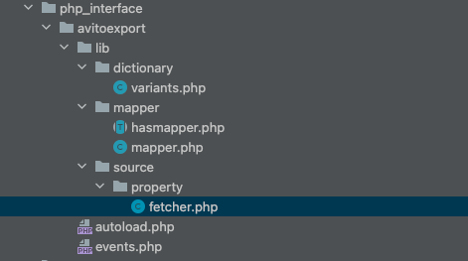 php_interface
avitoexport
lib
dictionary
variants.php
mapper
hasmapper.php
mapper.php
source
property
fetcher.php
autoload.php
events.php